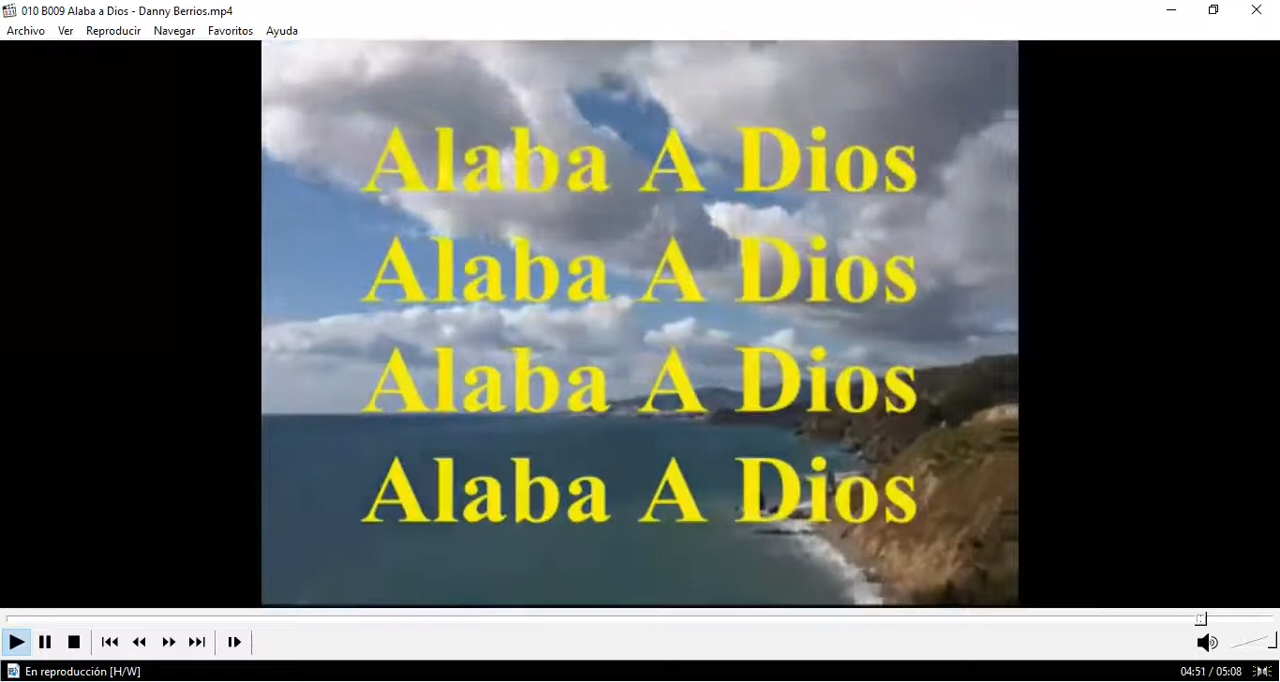 010 B009 Alaba a Dios - Danny Berrios.mp4
Archivo Ver Reproducir Navegar Favoritos Ayuda
Alaba A Dios
Alaba A Dios
Alaba A Dios
Alaba A Dios
En reproducción [H/W]
04:51 / 05:08